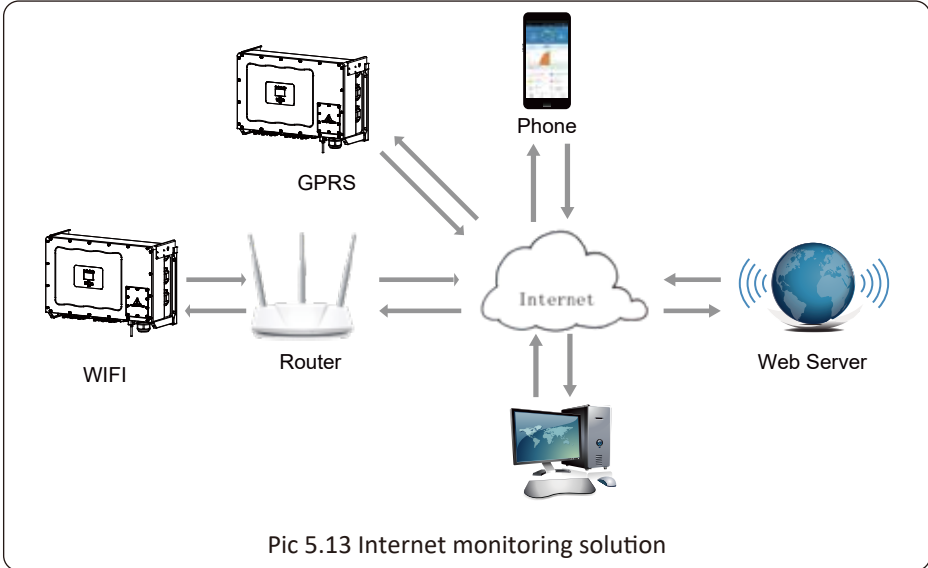 Phone
GPRS
Internet
WIFI
Router
Web Server
Pic 5.13 Internet monitoring solution